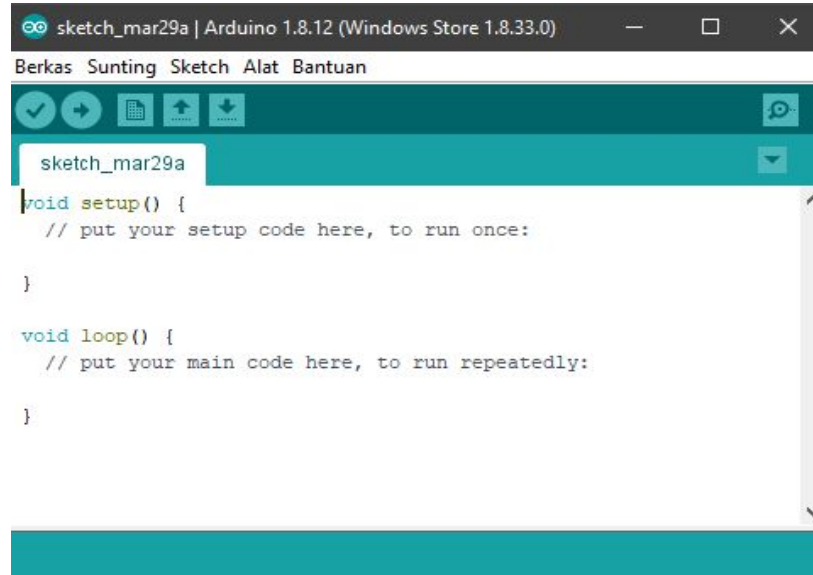 sketch_mar29a | Arduino 1.8.12 (Windows Store 1.8.33.0)
Berkas Sunting Sketch Alat Bantuan
sketch_mar29a
void setup() {
  // put your setup code here, to run once:
}
void loop() {
  // put your main code here, to run repeatedly:
}